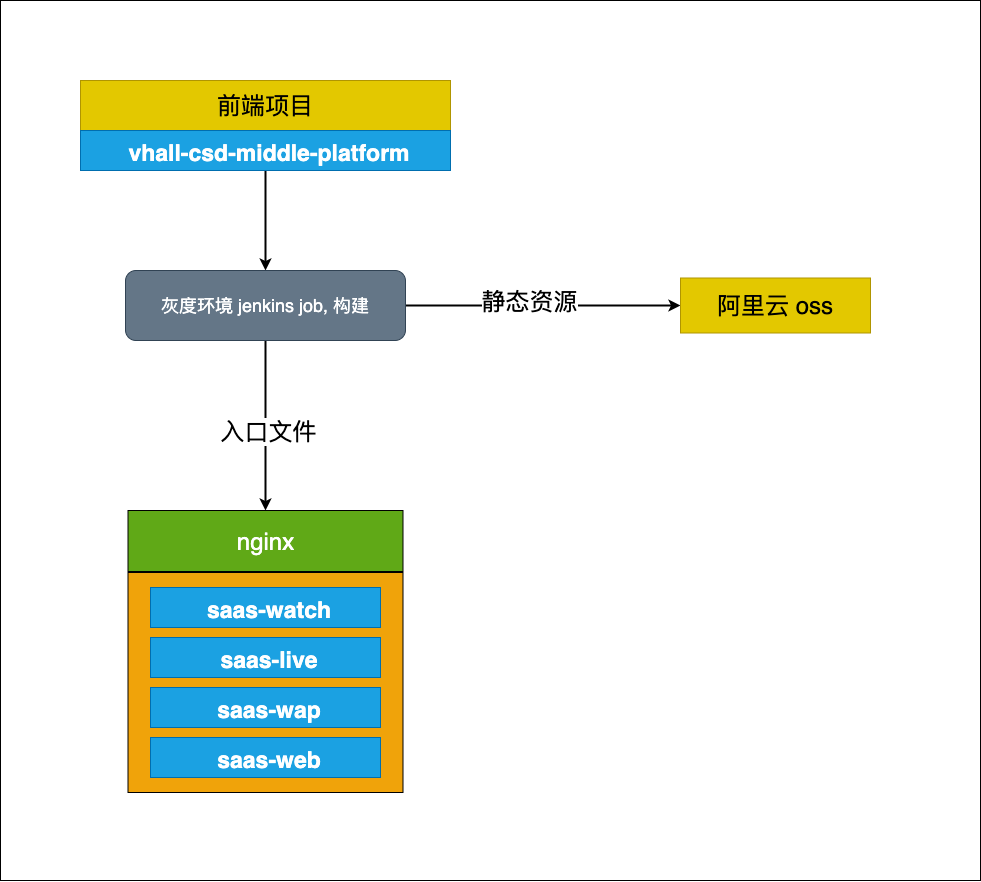 前端项目
vhall-csd-middle-platform
灰度环境 jenkins job, 构建
静态资源
阿里云 oss
入口文件
nginx
saas-watch
saas-live
saas-wap
saas-web